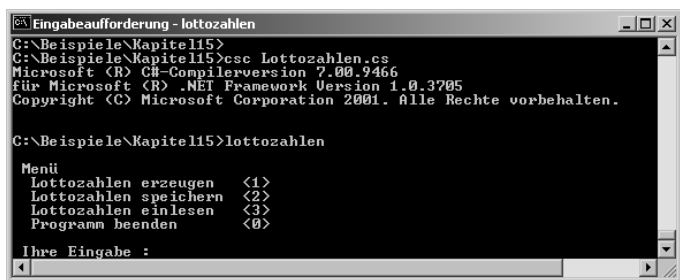 Eingabeaufforderung - lottozahlen
C:\Beispiele\Kapitel15>
C:\Beispiele\Kapitel15>csc Lottozahlen.cs
Microsoft (R) C#-Compilerversion 7.00.9466
für Microsoft (R) .NET Framework Version 1.0.3705
Copyright (C) Microsoft Corporation 2001. Alle Rechte vorbehalten.
C:\Beispiele\Kapitel15>lottozahlen
Menü
Lottozahlen erzeugen <1>
Lottozahlen speichern <2>
Lottozahlen einlesen <3>
Programm beenden <0>
Ihre Eingabe :